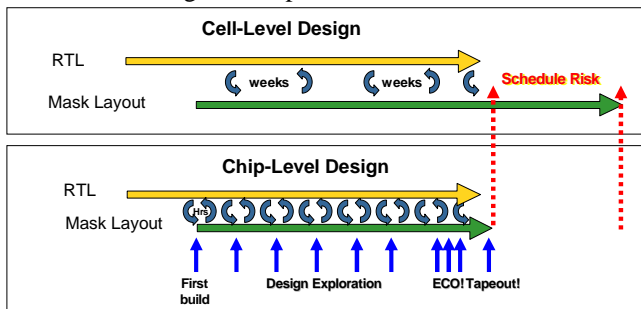 Cell-Level Design
RTL
weeks weeks
Schedule Risk
Mask Layout
Chip-Level Design
RTL
Hrs
Mask Layout
First
build
Design Exploration
ECO! Tapeout!